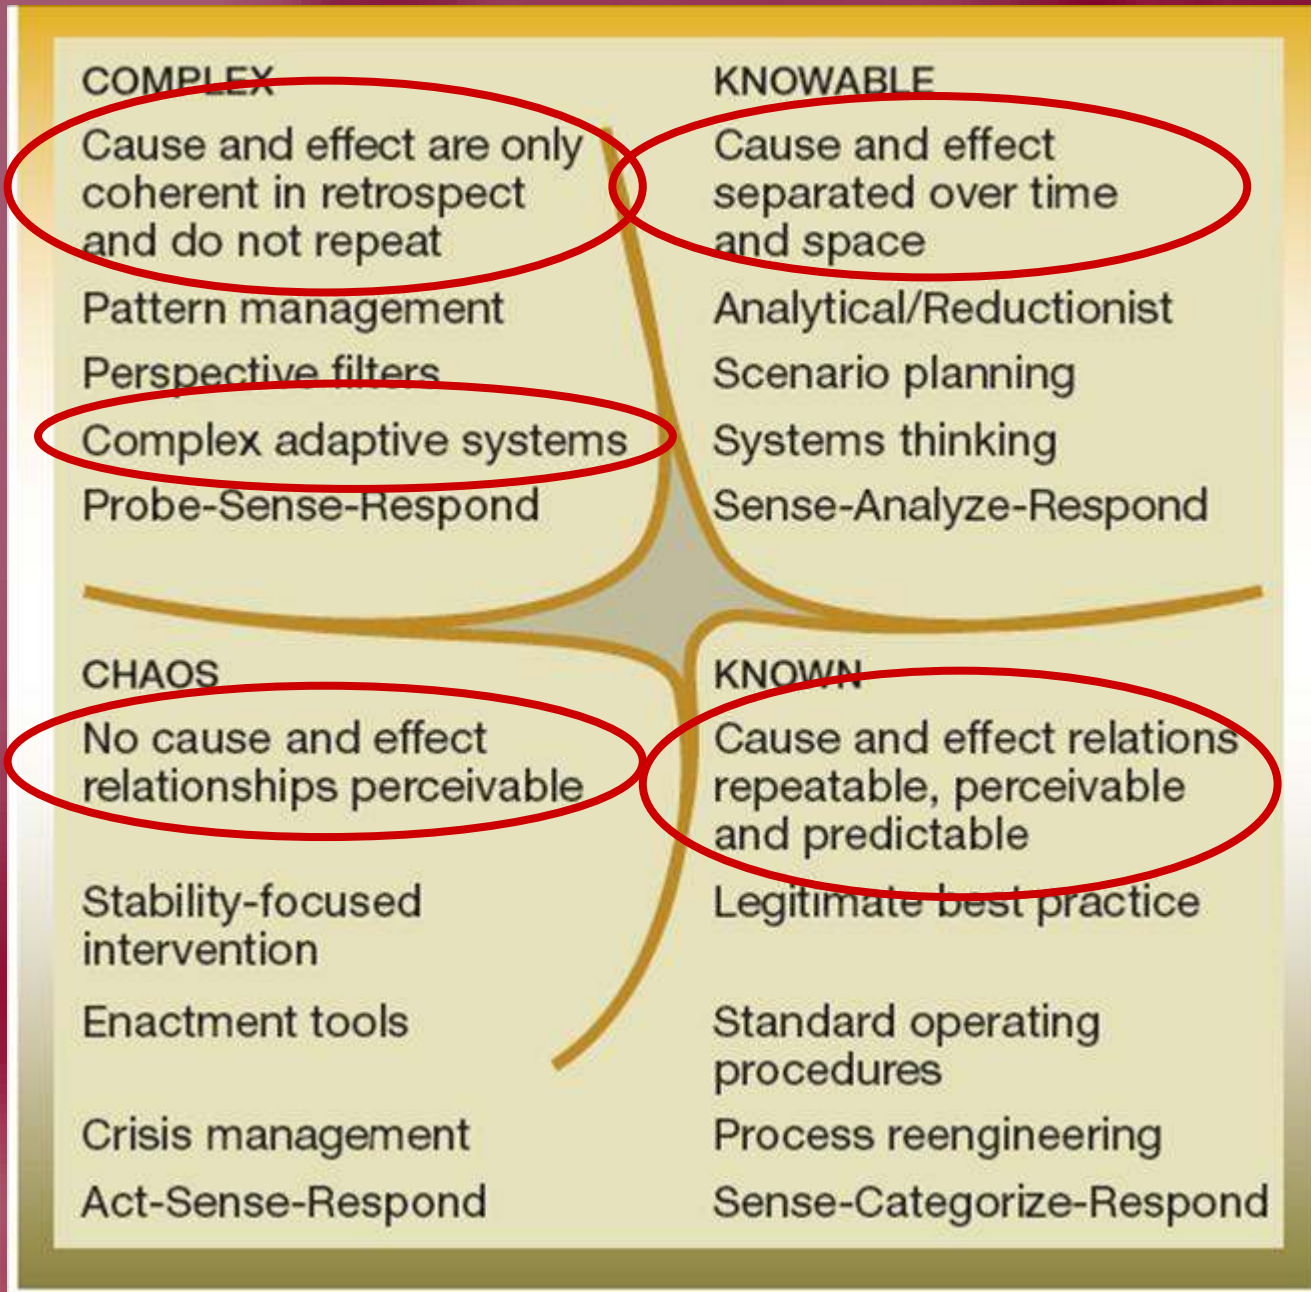 COMPLEX
Cause and effect are only
coherent in retrospect
and do not repeat
Pattern management
Perspective filters
Complex adaptive systems
Probe-Sense-Respond
KNOWABLE
Cause and effect
separated over time
and space
Analytical/Reductionist
Scenario planning
Systems thinking
Sense-Analyze-Respond
CHAOS
No cause and effect
relationships perceivable
Stability-focused
intervention
Enactment tools
Crisis management
Act-Sense-Respond
KNOWN
Cause and effect relations
repeatable, perceivable
and predictable
Legitimate best practice
Standard operating
procedures
Process reengineering
Sense-Categorize-Respond